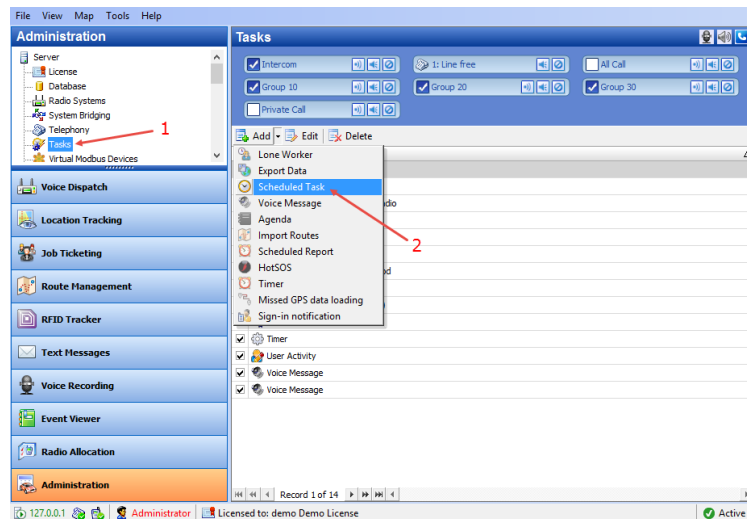 File View Map Tools Help
Administration
Server
License
Database
Radio Systems
System Bridging
Telephony
Tasks
Virtual Modbus Devices
1
Voice Dispatch
Location Tracking
Job Ticketing
Route Management
RFID Tracker
Text Messages
Voice Recording
Event Viewer
Radio Allocation
Administration
Tasks
Intercom
1: Line free
All Call
Group 10
Group 20
Group 30
Private Call
Add Edit Delete
Lone Worker
Export Data
Scheduled Task
Voice Message
Agenda
Import Routes
Scheduled Report
HotSOS
Timer
Missed GPS data loading
Sign-in notification
2
Timer
User Activity
Voice Message
Voice Message
Record 1 of 14
127.0.0.1 Administrator Licensed to: demo Demo License Active